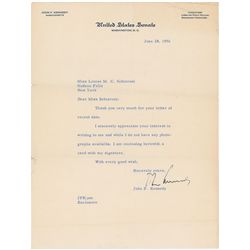 JOHN F. KENNEDY
MASSACHUSETTS
United States Senate
WASHINGTON, D.C.
June 28, 1956
Miss Louise M. C.
Hudson Falls
New York
Dear Miss
Thank you very much for your letter of
recent date.
I sincerely appreciate your interest in
writing to me and while I do not have any photo-
graphs available, I am enclosing herewith a
card with my signature.
With every good wish,
Sincerely yours,
John F. Kennedy
JFK:
Enclosure